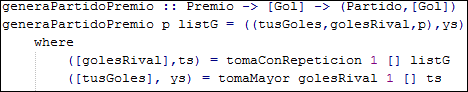 generaPartidoPremio :: Premio -> [Gol] -> (Partido,[Gol])
generaPartidoPremio p listG = ((tusGoles,golesRival,p),ys)
where
([golesRival],ts) = tomaConRepeticion 1 [] listG
([tusGoles], ys) = tomaMayor golesRival 1 [] ts